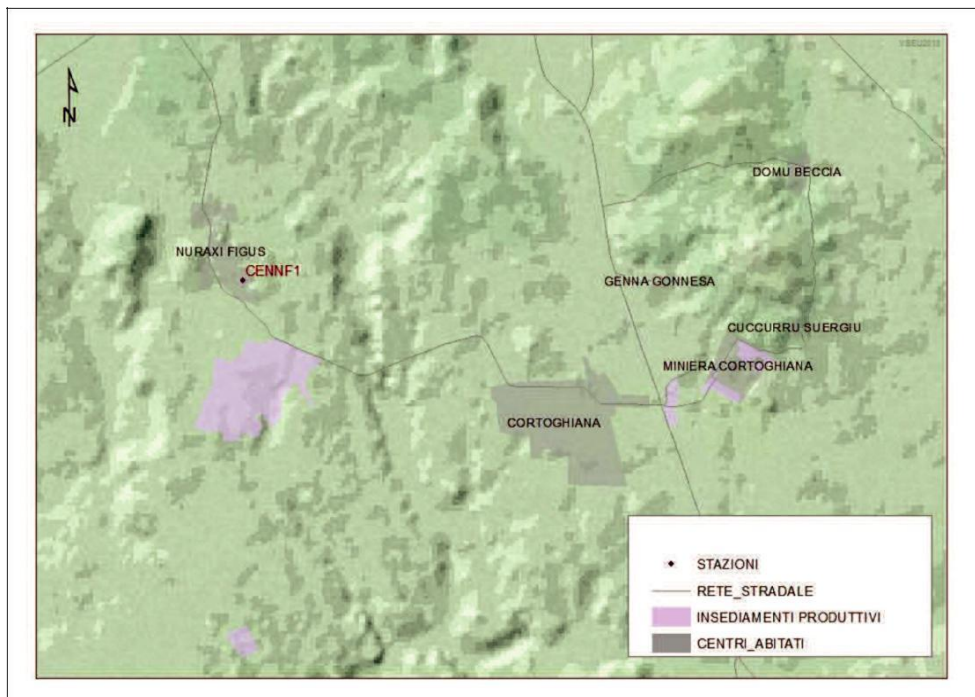 N
DOMU BECCIA
NURAXI FIGUS
CENNF1
GENNA GONNESA
CUCCURRU SUERGIU
MINIERA CORTOGHIANA
CORTOGHIANA
STAZIONI
RETE_STRADALE
INSEDIAMENTI PRODUTTIVI
CENTRI_ABITATI